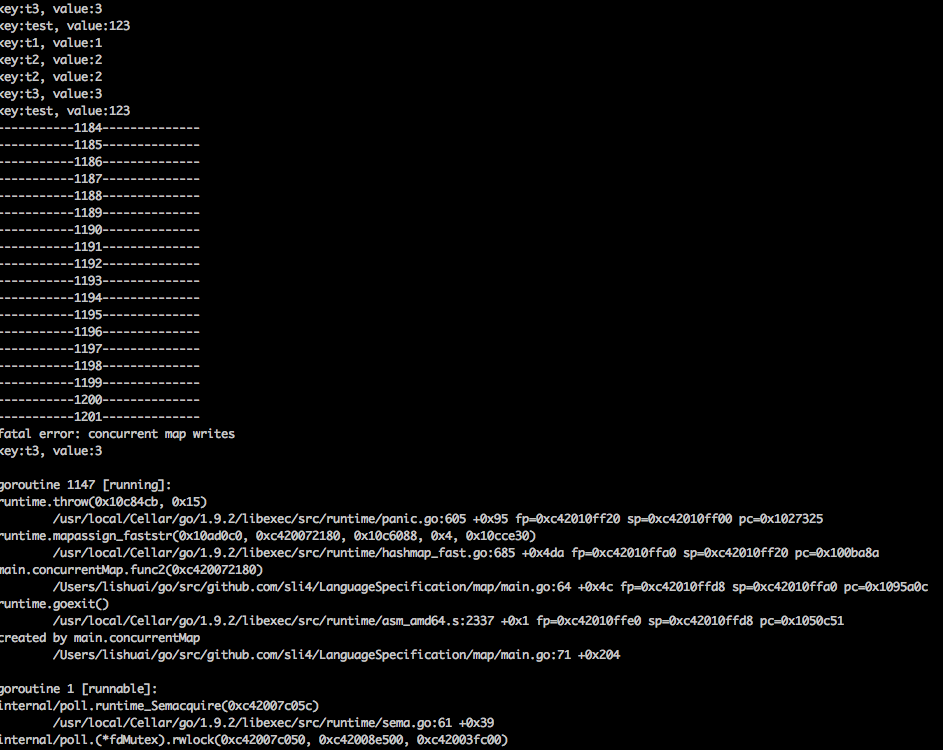 key:t3, value:3
key:test, value:123
key:t1, value:1
key:t2, value:2
key:t2, value:2
key:t3, value:3
key:test, value:123
-----------1184--------------
-----------1185--------------
-----------1186--------------
-----------1187--------------
-----------1188--------------
-----------1189--------------
-----------1190--------------
-----------1191--------------
-----------1192--------------
-----------1193--------------
-----------1194--------------
-----------1195--------------
-----------1196--------------
-----------1197--------------
-----------1198--------------
-----------1199--------------
-----------1200--------------
-----------1201--------------
fatal error: concurrent map writes
key:t3, value:3
goroutine 1147 [running]:
runtime.throw(0x10c84cb, 0x15)
/usr/local/Cellar/go/1.9.2/libexec/src/runtime/panic.go:605 +0x95 fp=0xc42010ff20 sp=0xc42010ff00 pc=0x1027325
runtime.mapassign_faststr(0x10ad0c0, 0xc420072180, 0x10c6088, 0x4, 0x10cce30)
/usr/local/Cellar/go/1.9.2/libexec/src/runtime/hashmap_fast.go:685 +0x4da fp=0xc42010ffa0 sp=0xc42010ff20 pc=0x100ba8a
main.concurrentMap.func2(0xc420072180)
/Users/lishuai/go/src/github.com/sli4/LanguageSpecification/map/main.go:64 +0x4c fp=0xc42010ffd8 sp=0xc42010ffa0 pc=0x1095a0c
runtime.goexit()
/usr/local/Cellar/go/1.9.2/libexec/src/runtime/asm_amd64.s:2337 +0x1 fp=0xc42010ffe0 sp=0xc42010ffd8 pc=0x1050c51
created by main.concurrentMap
/Users/lishuai/go/src/github.com/sli4/LanguageSpecification/map/main.go:71 +0x204
goroutine 1 [runnable]:
internal/poll.runtime_Semacquire(0xc42007c05c)
/usr/local/Cellar/go/1.9.2/libexec/src/runtime/sema.go:61 +0x39
internal/poll.(*fdMutex).rwlock(0xc42007c050, 0xc42008e500, 0xc42003fc00)